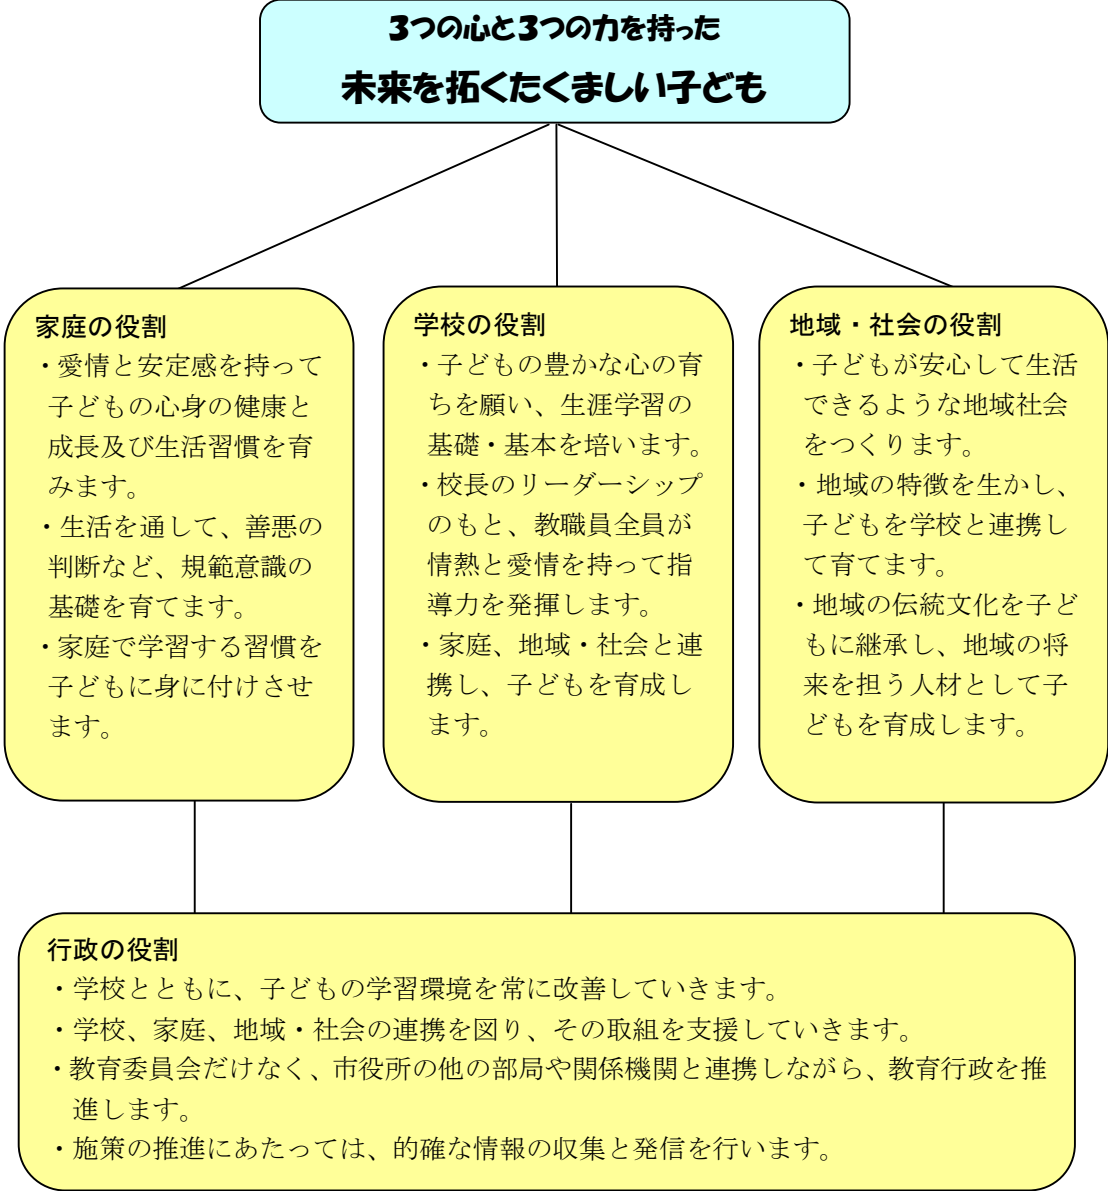 3つの心と3つの力を持った
未来を拓くたくましい子ども
家庭の役割
・愛情と安定感を持って
子どもの心身の健康と
成長及び生活習慣を育
みます。
・生活を通して、善悪の
判断など、規範意識の
基礎を育てます。
・家庭で学習する習慣を
子どもに身に付けさせ
ます。
学校の役割
・子どもの豊かな心の育
ちを願い、生涯学習の
基礎・基本を培います。
・校長のリーダーシップ
のもと、教職員全員が
情熱と愛情を持って指
導力を発揮します。
・家庭、地域・社会と連
携し、子どもを育成し
ます。
地域・社会の役割
・子どもが安心して生活
できるような地域社会
をつくります。
・地域の特徴を生かし、
子どもを学校と連携し
て育てます。
・地域の伝統文化を子ど
もに継承し、地域の将
来を担う人材として子
どもを育成します。
行政の役割
・学校とともに、子どもの学習環境を常に改善していきます。
・学校、家庭、地域・社会の連携を図り、その取組を支援していきます。
・教育委員会だけなく、市役所の他の部局や関係機関と連携しながら、教育行政を推
進します。
・施策の推進にあたっては、的確な情報の収集と発信を行います。